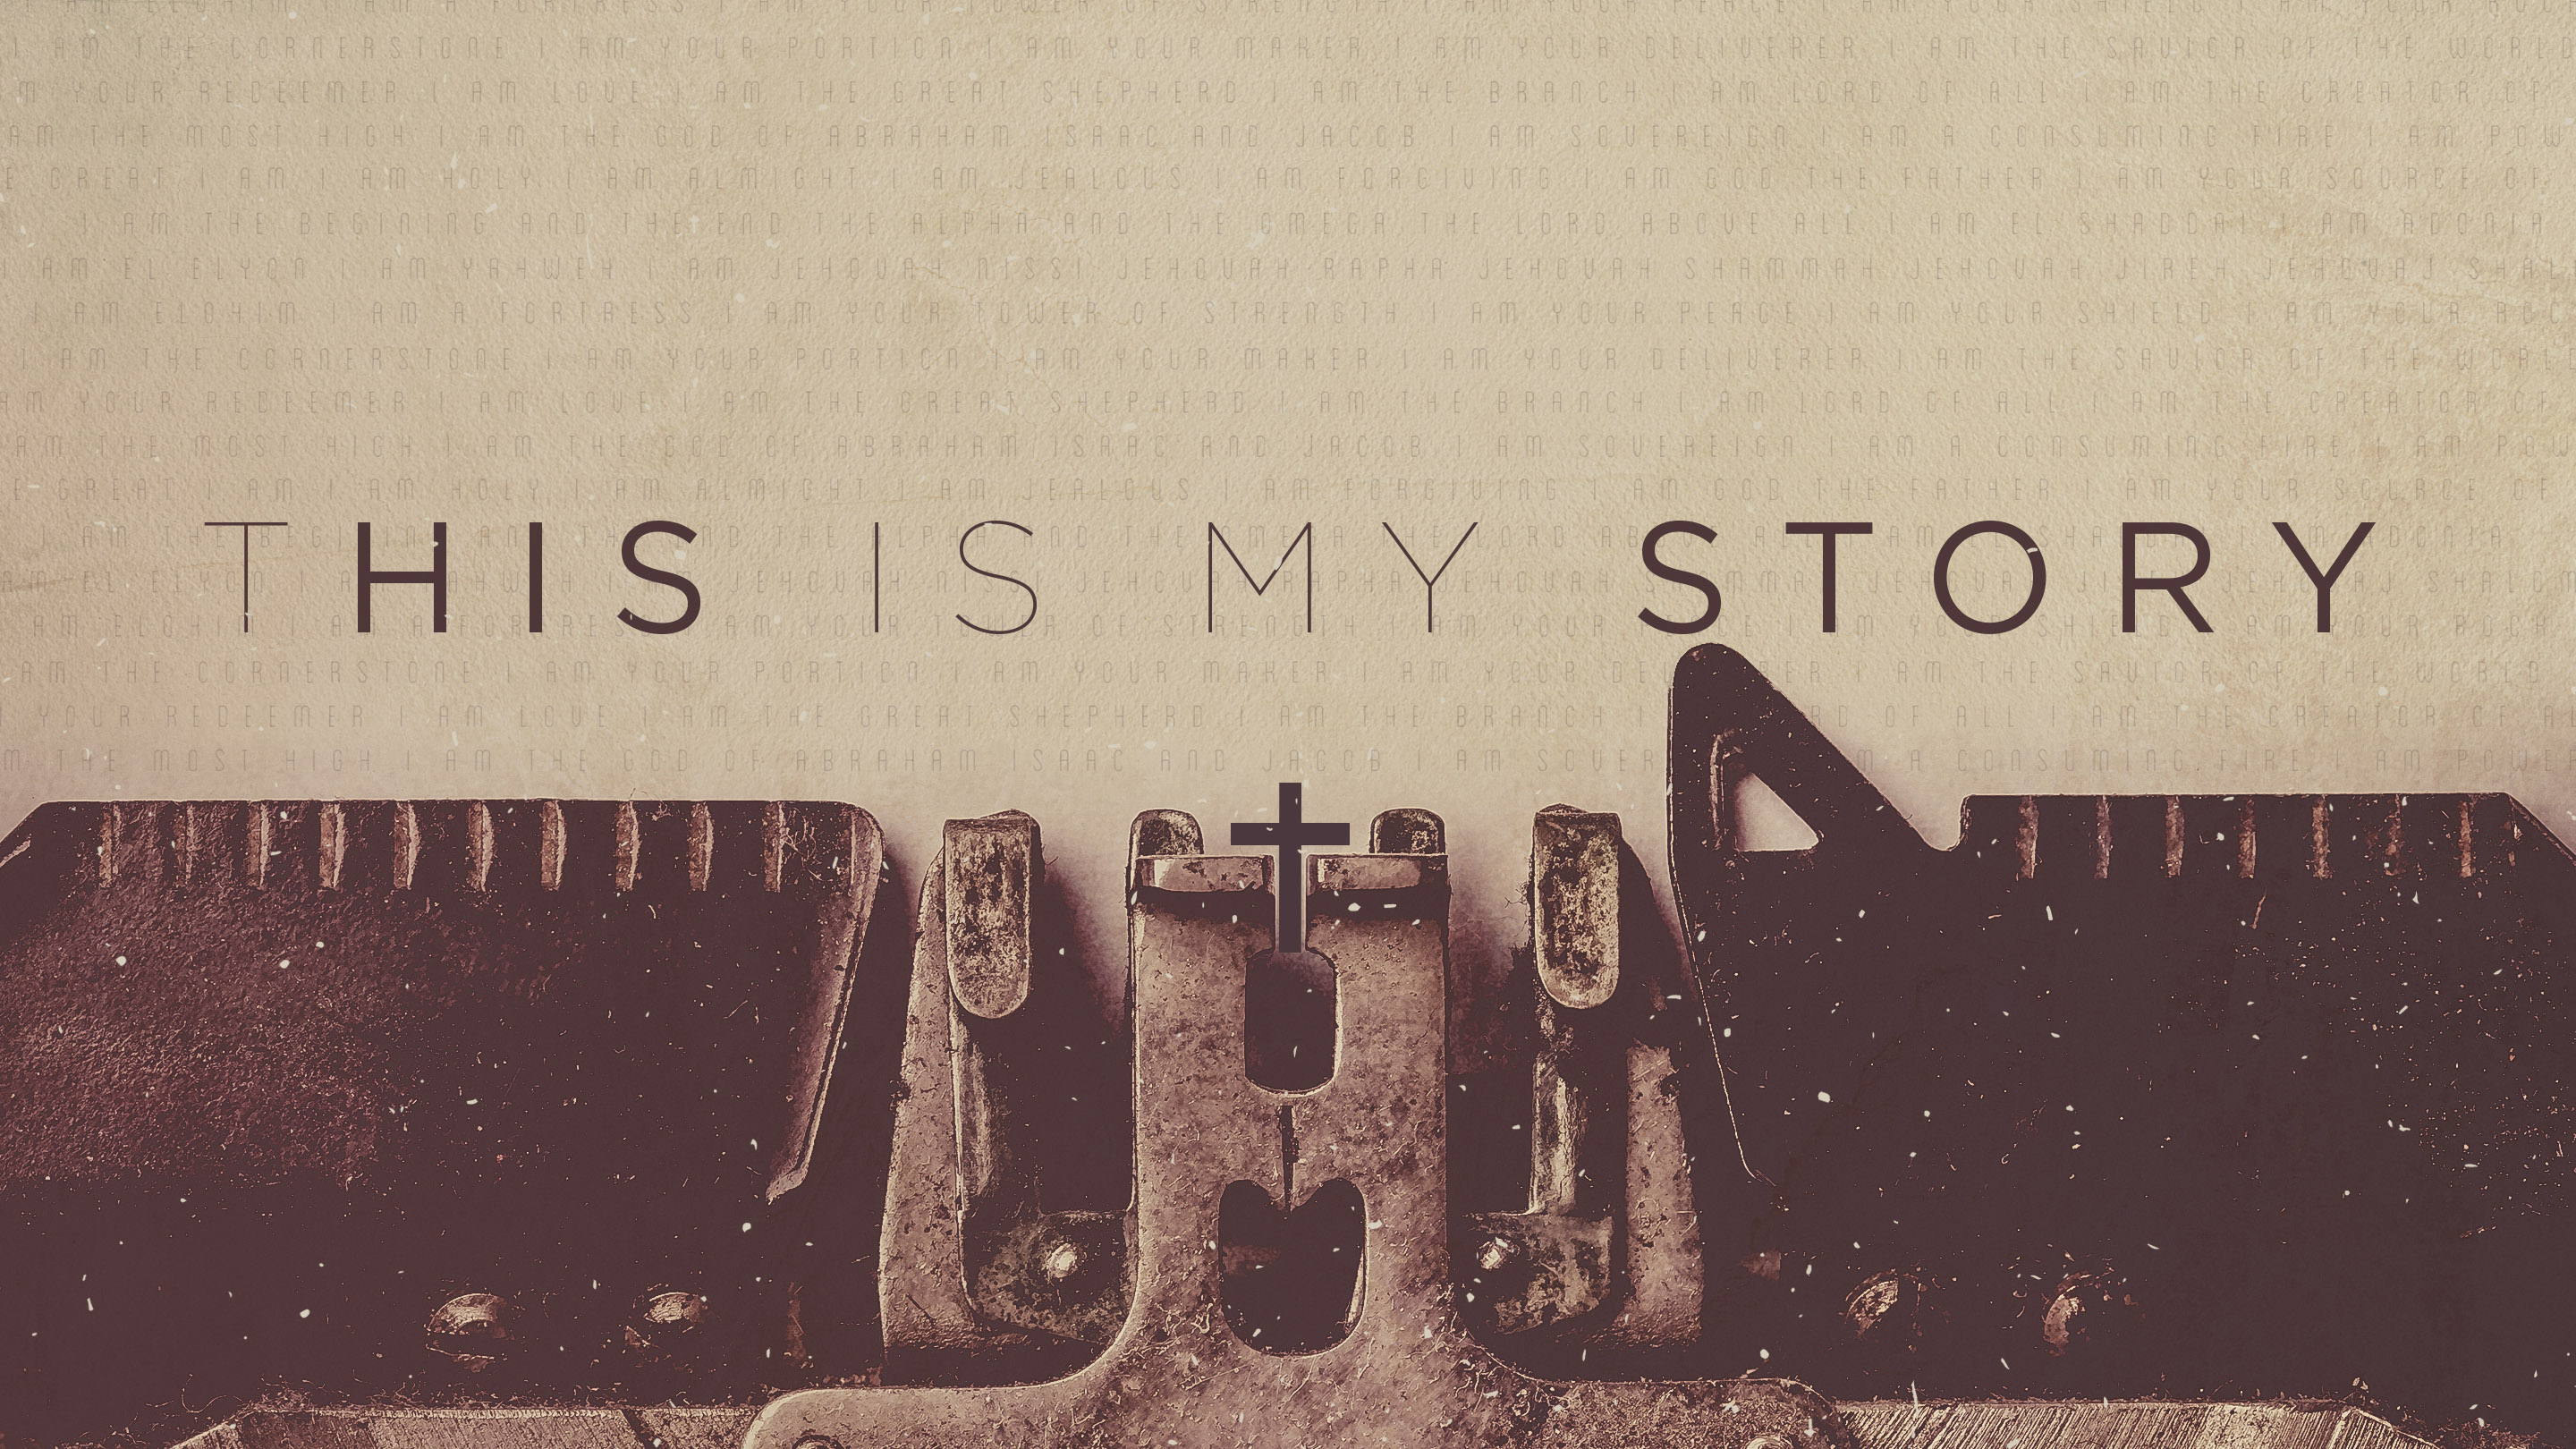 AM ELOHIM I AM A FORTRESS I AM YOUR TOWER OF STRENGTH I AM YOUR PEACE I AM YOUR SHIELD I AM YOUR
I AM THE CORNERSTONE I AM YOUR PORTION I AM YOUR MAKER I AM YOUR DELIVERER I AM THE SAVIOR OF THE WORLD
M YOUR REDEEMER I AM LOVE I AM THE GREAT SHEPHERD I AM THE BRANCH I AM LORD OF ALL I AM THE CREATOR OF
AM THE MOST HIGH I AM THE GOD OF ABRAHAM ISAAC AND JACOB I AM SOVEREIGN I AM A CONSUMING FIRE I AM POW
E GREAT I AM I AM HOLY I AM ALMIGHT I AM JEALOUS I AM FORGIVING I AM GOD THE FATHER I AM YOUR SOURCE OF
I AM THE BEGINING AND THE END THE ALPHA AND THE OMEGA THE LORD ABOVE ALL I AM EL SHADDAI I AM ADONIA
I AM EL ELYON I AM YAHWEH I AM JEHOVAH NISSI JEHOVAH RAPHA JEHOVAH SHAMMAH JEHOVAH JIREH JEHOVAJ SHAL
I AM ELOHIM I AM A FORTRESS I AM YOUR TOWER OF STRENGTH I AM YOUR PEACE I AM YOUR SHIELD I AM YOUR ROC
I AM THE CORNERSTONE I AM YOUR PORTION I AM YOUR MAKER I AM YOUR DELIVERER I AM THE SAVIOR OF THE WORL
AM YOUR REDEEMER I AM LOVE I AM THE GREAT SHEPHERD I AM THE BRANCH I AM LORD OF ALL I AM THE CREATOR OF
AM THE MOST HIGH I AM THE GOD OF ABRAHAM ISAAC AND JACOB I AM SOVEREIGN I AM A CONSUMING FIRE I AM POW
E GREAT I AM I AM HOLY I AM ALMIGHT I AM JEALOUS I AM FORGIVING I AM GOD THE FATHER I AM YOUR SOURCE OF
THIS IS MY STORY
AM THE CORNERSTONE I AM YOUR PORTION I AM YOUR MAKER I AM YOUR I AM THE SAVIOR OF THE WORLD
YOUR REDEEMER I AM LOVE I AM THE GREAT SHEPHERD I AM THE BRANCH I OF ALL I AM THE CREATOR OF A
M THE MOST HIGH I AM THE GOD OF ABRAHAM ISAAC AND JACOB I AM SOVER M A CONSUMING FIRE I AM POWE